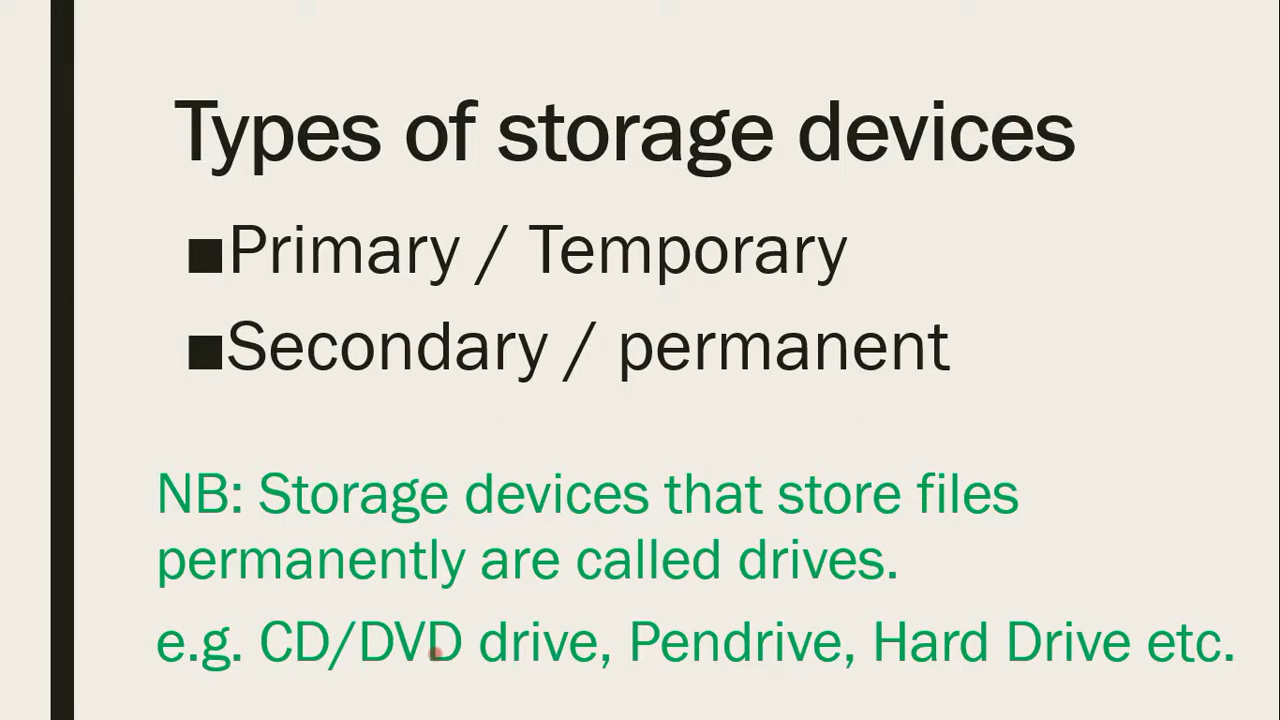 Types of storage devices
■Primary / Temporary
■Secondary / permanent
NB: Storage devices that store files
permanently are called drives.
e.g. CD/DVD drive, Pendrive, Hard Drive etc.